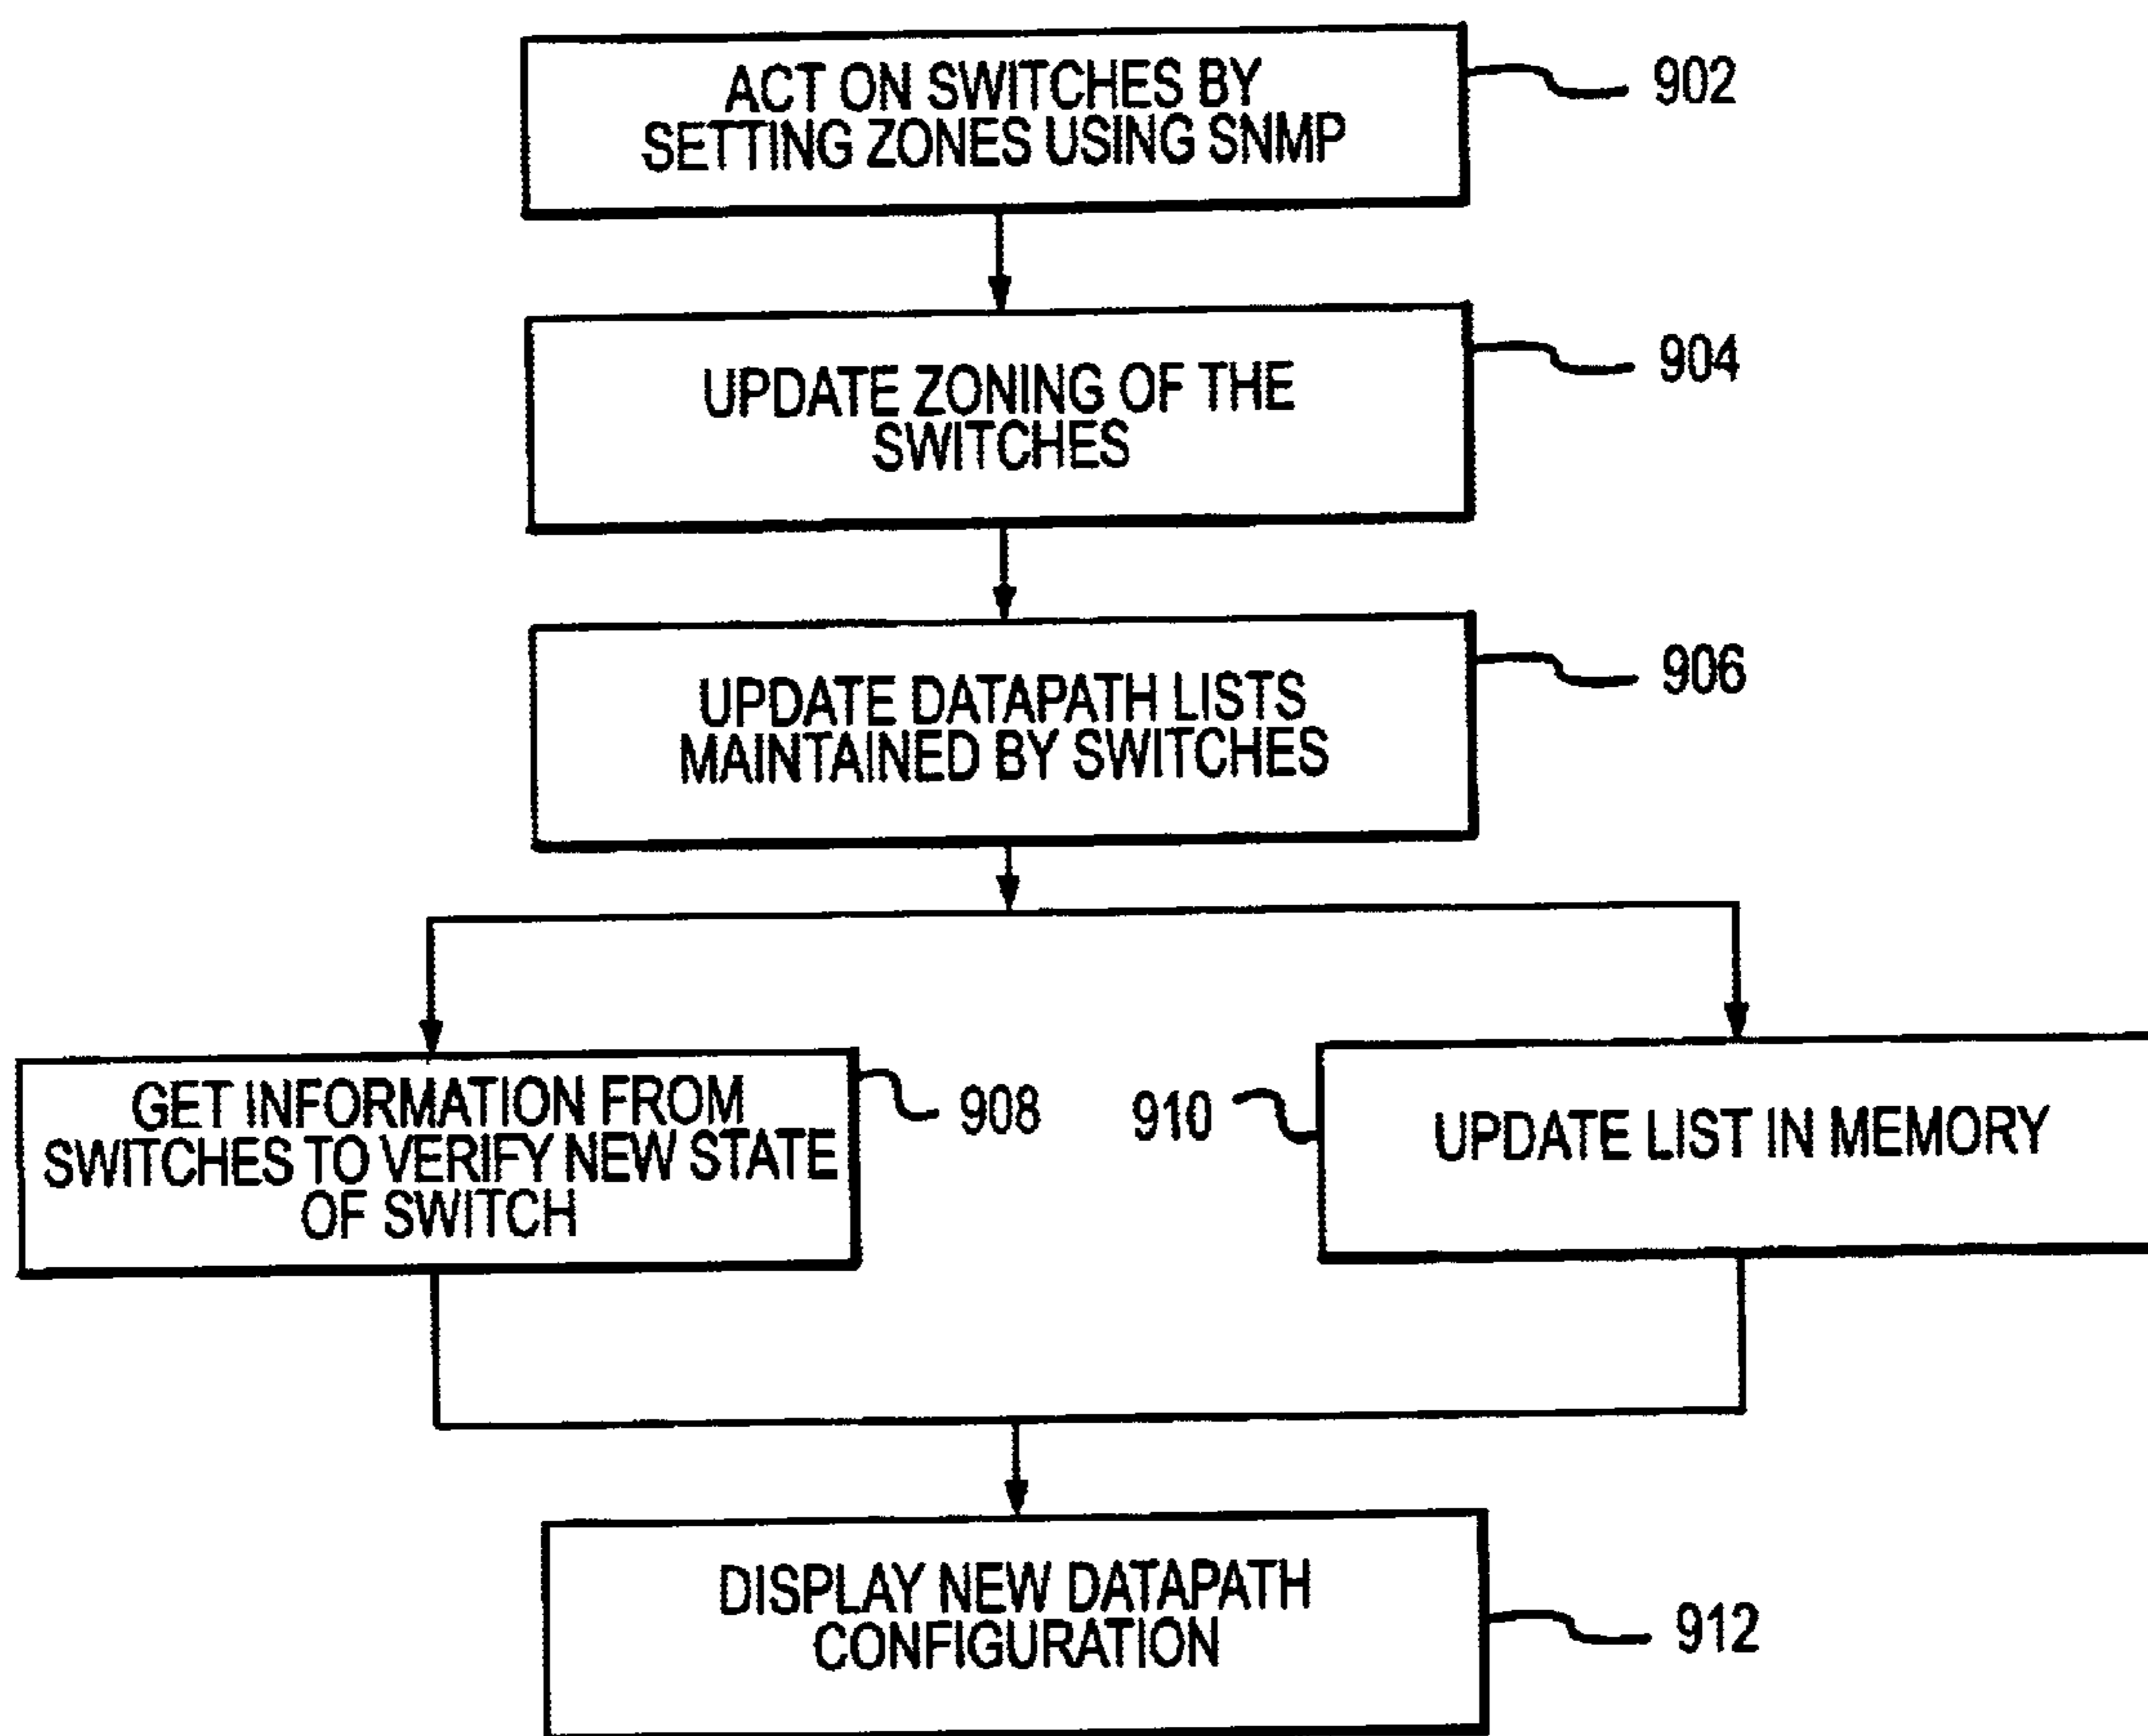 ACT ON SWITCHES BY
SETTING ZONES USING SNMP
902
UPDATE ZONING OF THE
SWITCHES
904
UPDATE DATAPATH LISTS
MAINTAINED BY SWITCHES
906
GET INFORMATION FROM
SWITCHES TO VERIFY NEW STATE
OF SWITCH
908
910
UPDATE LIST IN MEMORY
DISPLAY NEW DATAPATH
CONFIGURATION
912